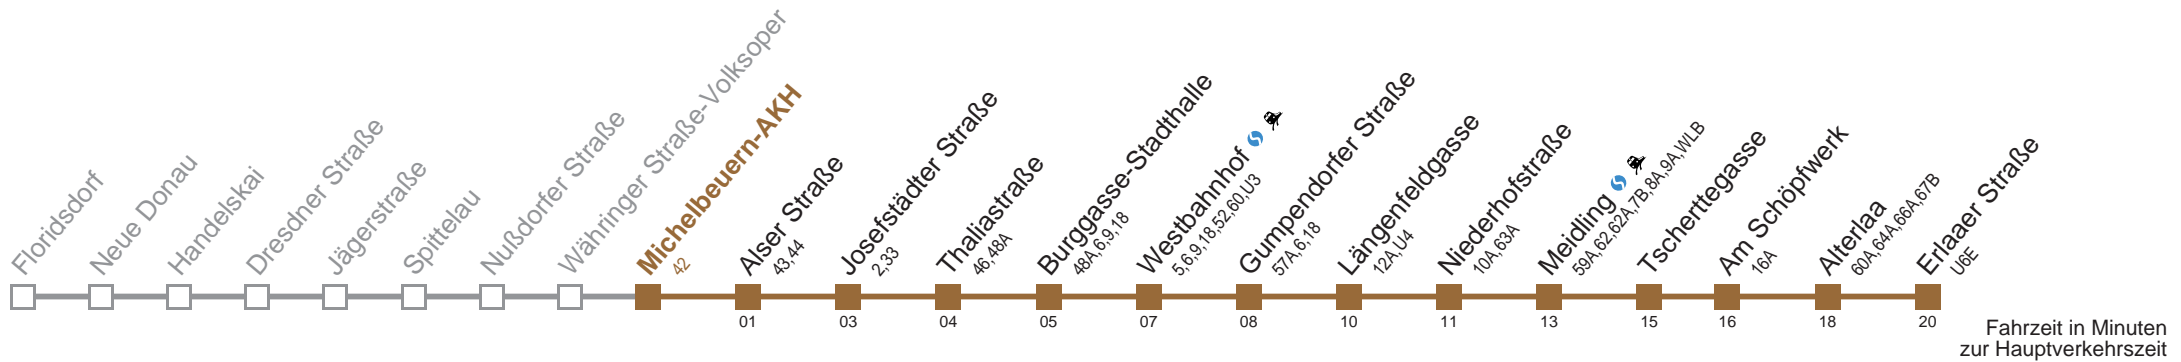 Floridsdorf
Neue Donau
Handelskai
Dresdner Straße
Jägerstraße
Spittelau
Nußdorfer Straße
Währinger Straße-Volksoper
Michelbeuern-AKH
42
Alser Straße
43,44
Josefstädter Straße
2,33
Thaliastraße
46,48A
Burggasse-Stadthalle
48A,6,9,18
Westbahnhof
5,6,9,18,52,60,U3
Gumpendorfer Straße
57A,6,18
Längenfeldgasse
12A,U4
Niederhofstraße
10A,63A
Meidling
59A,62,62A,7B,8A,9A,WLB
Tscherttegasse
Am Schöpfwerk
16A
Alterlaa
60A,64A,66A,67B
Erlaaer Straße
U6E
01 03 04 05 07 08 10 11 13 15 16 18 20
Fahrzeit in Minuten
zur Hauptverkehrszeit